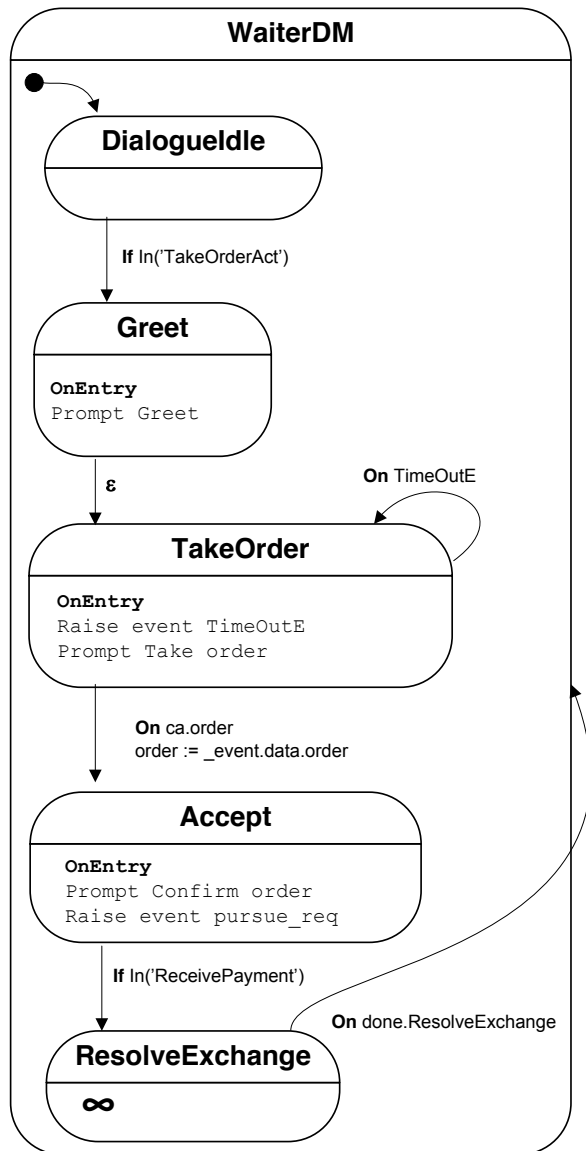 WaiterDM
DialogueIdle
If In('TakeOrderAct')
Greet
OnEntry
Prompt Greet
ε
On TimeOutE
TakeOrder
OnEntry
Raise event TimeOutE
Prompt Take order
On ca.order
order := _event.data.order
Accept
OnEntry
Prompt Confirm order
Raise event pursue_req
If In('ReceivePayment')
On done.ResolveExchange
ResolveExchange
∞